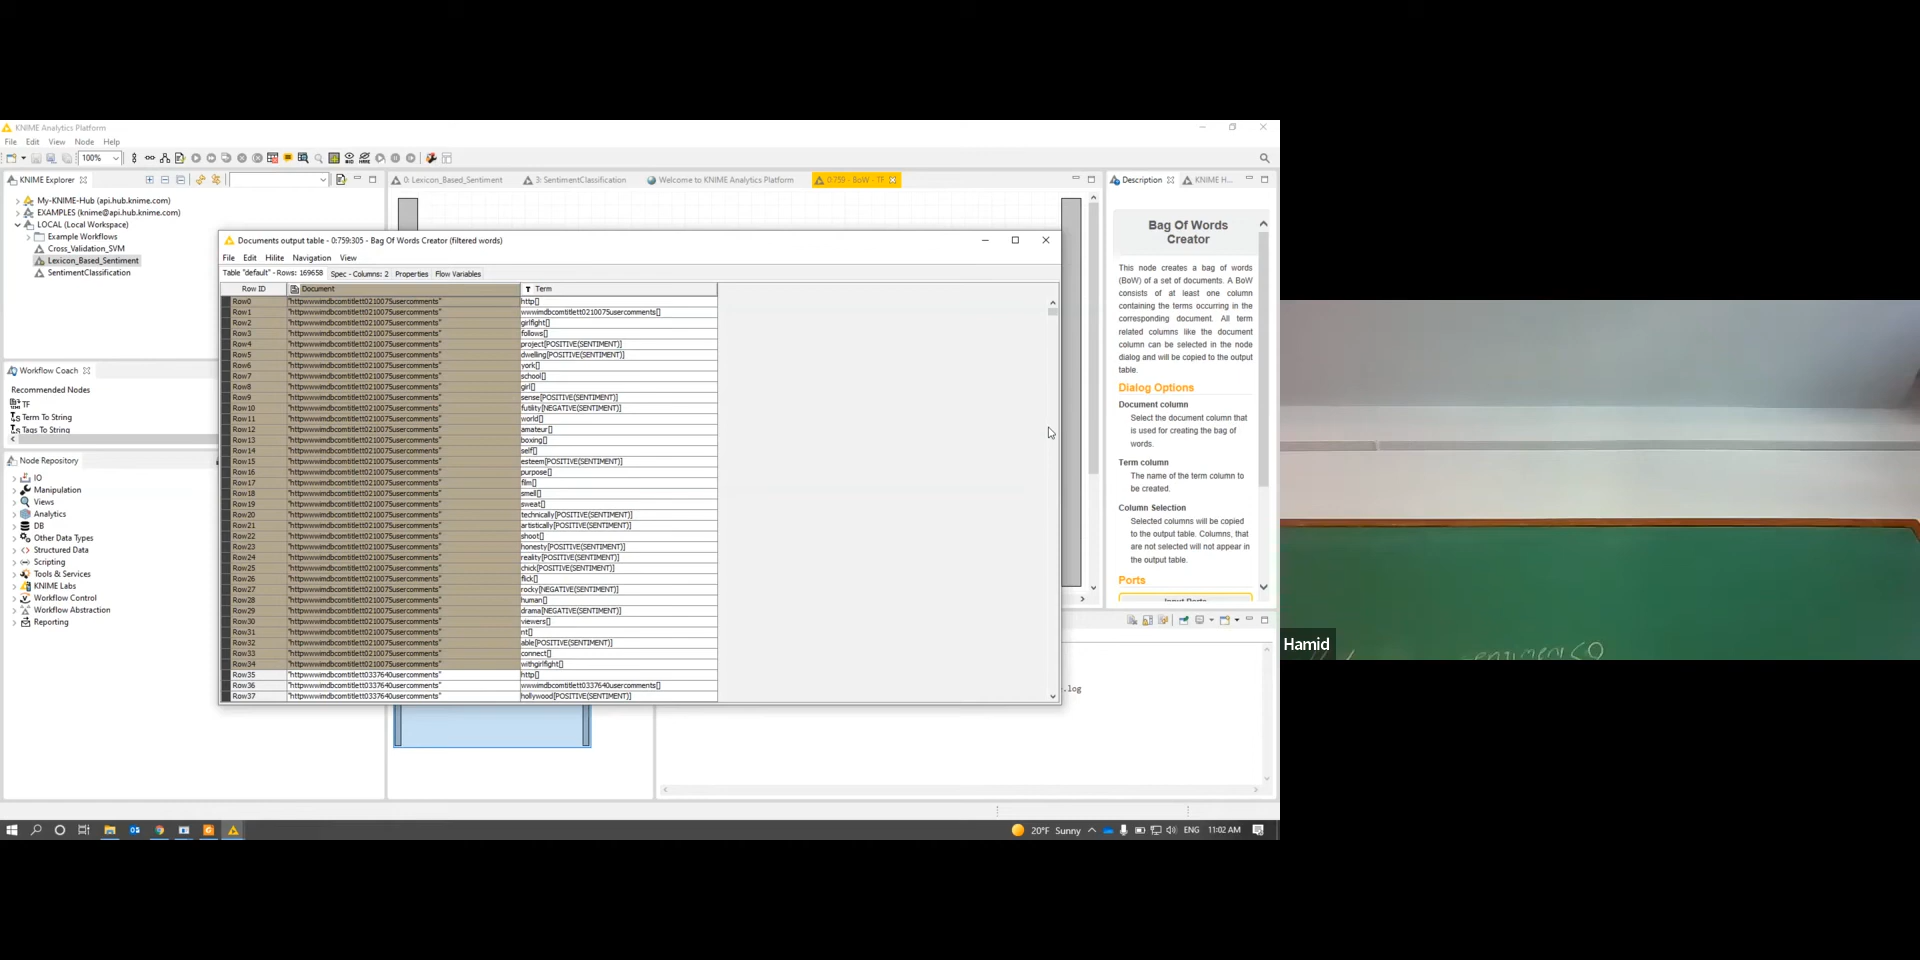 KNIME Analytics Platform
File Edit View Node Help
100%
KNIME Explorer
0: Lexicon_Based_Sentiment
3: SentimentClassification
Welcome to KNIME Analytics Platform
0:759 - BoW - TF
Description
KNIME H...
My-KNIME-Hub (api.hub.knime.com)
EXAMPLES (knime@api.hub.knime.com)
LOCAL (Local Workspace)
Example Workflows
Cross_Validation_SVM
Lexicon_Based_Sentiment
SentimentClassification
Workflow Coach
Recommended Nodes
TF
Term To String
Tags To String
Node Repository
IO
Manipulation
Views
Analytics
DB
Other Data Types
Structured Data
Scripting
Tools & Services
KNIME Labs
Workflow Control
Workflow Abstraction
Reporting
Documents output table - 0:759:305 - Bag Of Words Creator (filtered words)
File Edit Hilite Navigation View
Table "default" - Rows: 169658 Spec - Columns: 2 Properties Flow Variables
Row ID Document Term
Row0 "httpwwwimdbcomtitlett0210075usercomments" http[]
Row1 "httpwwwimdbcomtitlett0210075usercomments" wwwimdbcomtitlett0210075usercomments[]
Row2 "httpwwwimdbcomtitlett0210075usercomments" girlfight[]
Row3 "httpwwwimdbcomtitlett0210075usercomments" follows[]
Row4 "httpwwwimdbcomtitlett0210075usercomments" project[POSITIVE(SENTIMENT)]
Row5 "httpwwwimdbcomtitlett0210075usercomments" dwelling[POSITIVE(SENTIMENT)]
Row6 "httpwwwimdbcomtitlett0210075usercomments" york[]
Row7 "httpwwwimdbcomtitlett0210075usercomments" school[]
Row8 "httpwwwimdbcomtitlett0210075usercomments" girl[]
Row9 "httpwwwimdbcomtitlett0210075usercomments" sense[POSITIVE(SENTIMENT)]
Row10 "httpwwwimdbcomtitlett0210075usercomments" futility[NEGATIVE(SENTIMENT)]
Row11 "httpwwwimdbcomtitlett0210075usercomments" world[]
Row12 "httpwwwimdbcomtitlett0210075usercomments" amateur[]
Row13 "httpwwwimdbcomtitlett0210075usercomments" boxing[]
Row14 "httpwwwimdbcomtitlett0210075usercomments" self[]
Row15 "httpwwwimdbcomtitlett0210075usercomments" esteem[POSITIVE(SENTIMENT)]
Row16 "httpwwwimdbcomtitlett0210075usercomments" purpose[]
Row17 "httpwwwimdbcomtitlett0210075usercomments" film[]
Row18 "httpwwwimdbcomtitlett0210075usercomments" smell[]
Row19 "httpwwwimdbcomtitlett0210075usercomments" sweat[]
Row20 "httpwwwimdbcomtitlett0210075usercomments" technically[POSITIVE(SENTIMENT)]
Row21 "httpwwwimdbcomtitlett0210075usercomments" artistically[POSITIVE(SENTIMENT)]
Row22 "httpwwwimdbcomtitlett0210075usercomments" shoot[]
Row23 "httpwwwimdbcomtitlett0210075usercomments" honesty[POSITIVE(SENTIMENT)]
Row24 "httpwwwimdbcomtitlett0210075usercomments" reality[POSITIVE(SENTIMENT)]
Row25 "httpwwwimdbcomtitlett0210075usercomments" chick[POSITIVE(SENTIMENT)]
Row26 "httpwwwimdbcomtitlett0210075usercomments" flick[]
Row27 "httpwwwimdbcomtitlett0210075usercomments" rocky[NEGATIVE(SENTIMENT)]
Row28 "httpwwwimdbcomtitlett0210075usercomments" human[]
Row29 "httpwwwimdbcomtitlett0210075usercomments" drama[NEGATIVE(SENTIMENT)]
Row30 "httpwwwimdbcomtitlett0210075usercomments" viewers[]
Row31 "httpwwwimdbcomtitlett0210075usercomments" nt[]
Row32 "httpwwwimdbcomtitlett0210075usercomments" able[POSITIVE(SENTIMENT)]
Row33 "httpwwwimdbcomtitlett0210075usercomments" connect[]
Row34 "httpwwwimdbcomtitlett0210075usercomments" withgirlfight[]
Row35 "httpwwwimdbcomtitlett0337640usercomments" http[]
Row36 "httpwwwimdbcomtitlett0337640usercomments" wwwimdbcomtitlett0337640usercomments[]
Row37 "httpwwwimdbcomtitlett0337640usercomments" hollywood[POSITIVE(SENTIMENT)]
Bag Of Words
Creator
This node creates a bag of words
(BoW) of a set of documents. A BoW
consists of at least one column
containing the terms occurring in the
corresponding document. All term
related columns like the document
column can be selected in the node
dialog and will be copied to the output
table.
Dialog Options
Document column
Select the document column that
is used for creating the bag of
words.
Term column
The name of the term column to
be created.
Column Selection
Selected columns will be copied
to the output table. Columns, that
are not selected will not appear in
the output table.
Ports
.log
20°F Sunny
ENG
11:02 AM
Hamid